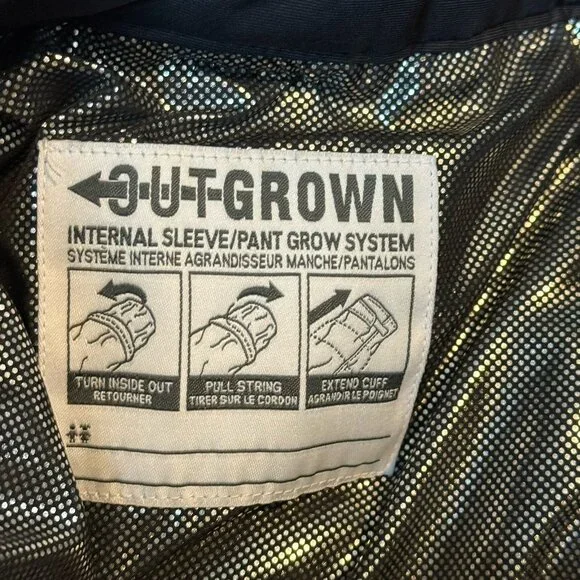 OUTGROWN
INTERNAL SLEEVE/PANT GROW SYSTEM
SYSTÈME INTERNE AGRANDISSEUR MANCHE/PANTALONS
TURN INSIDE OUT
RETOURNER
PULL STRING
TIRER SUR LE CORDON
EXTEND CUFF
AGRANDIR LE POIGNET